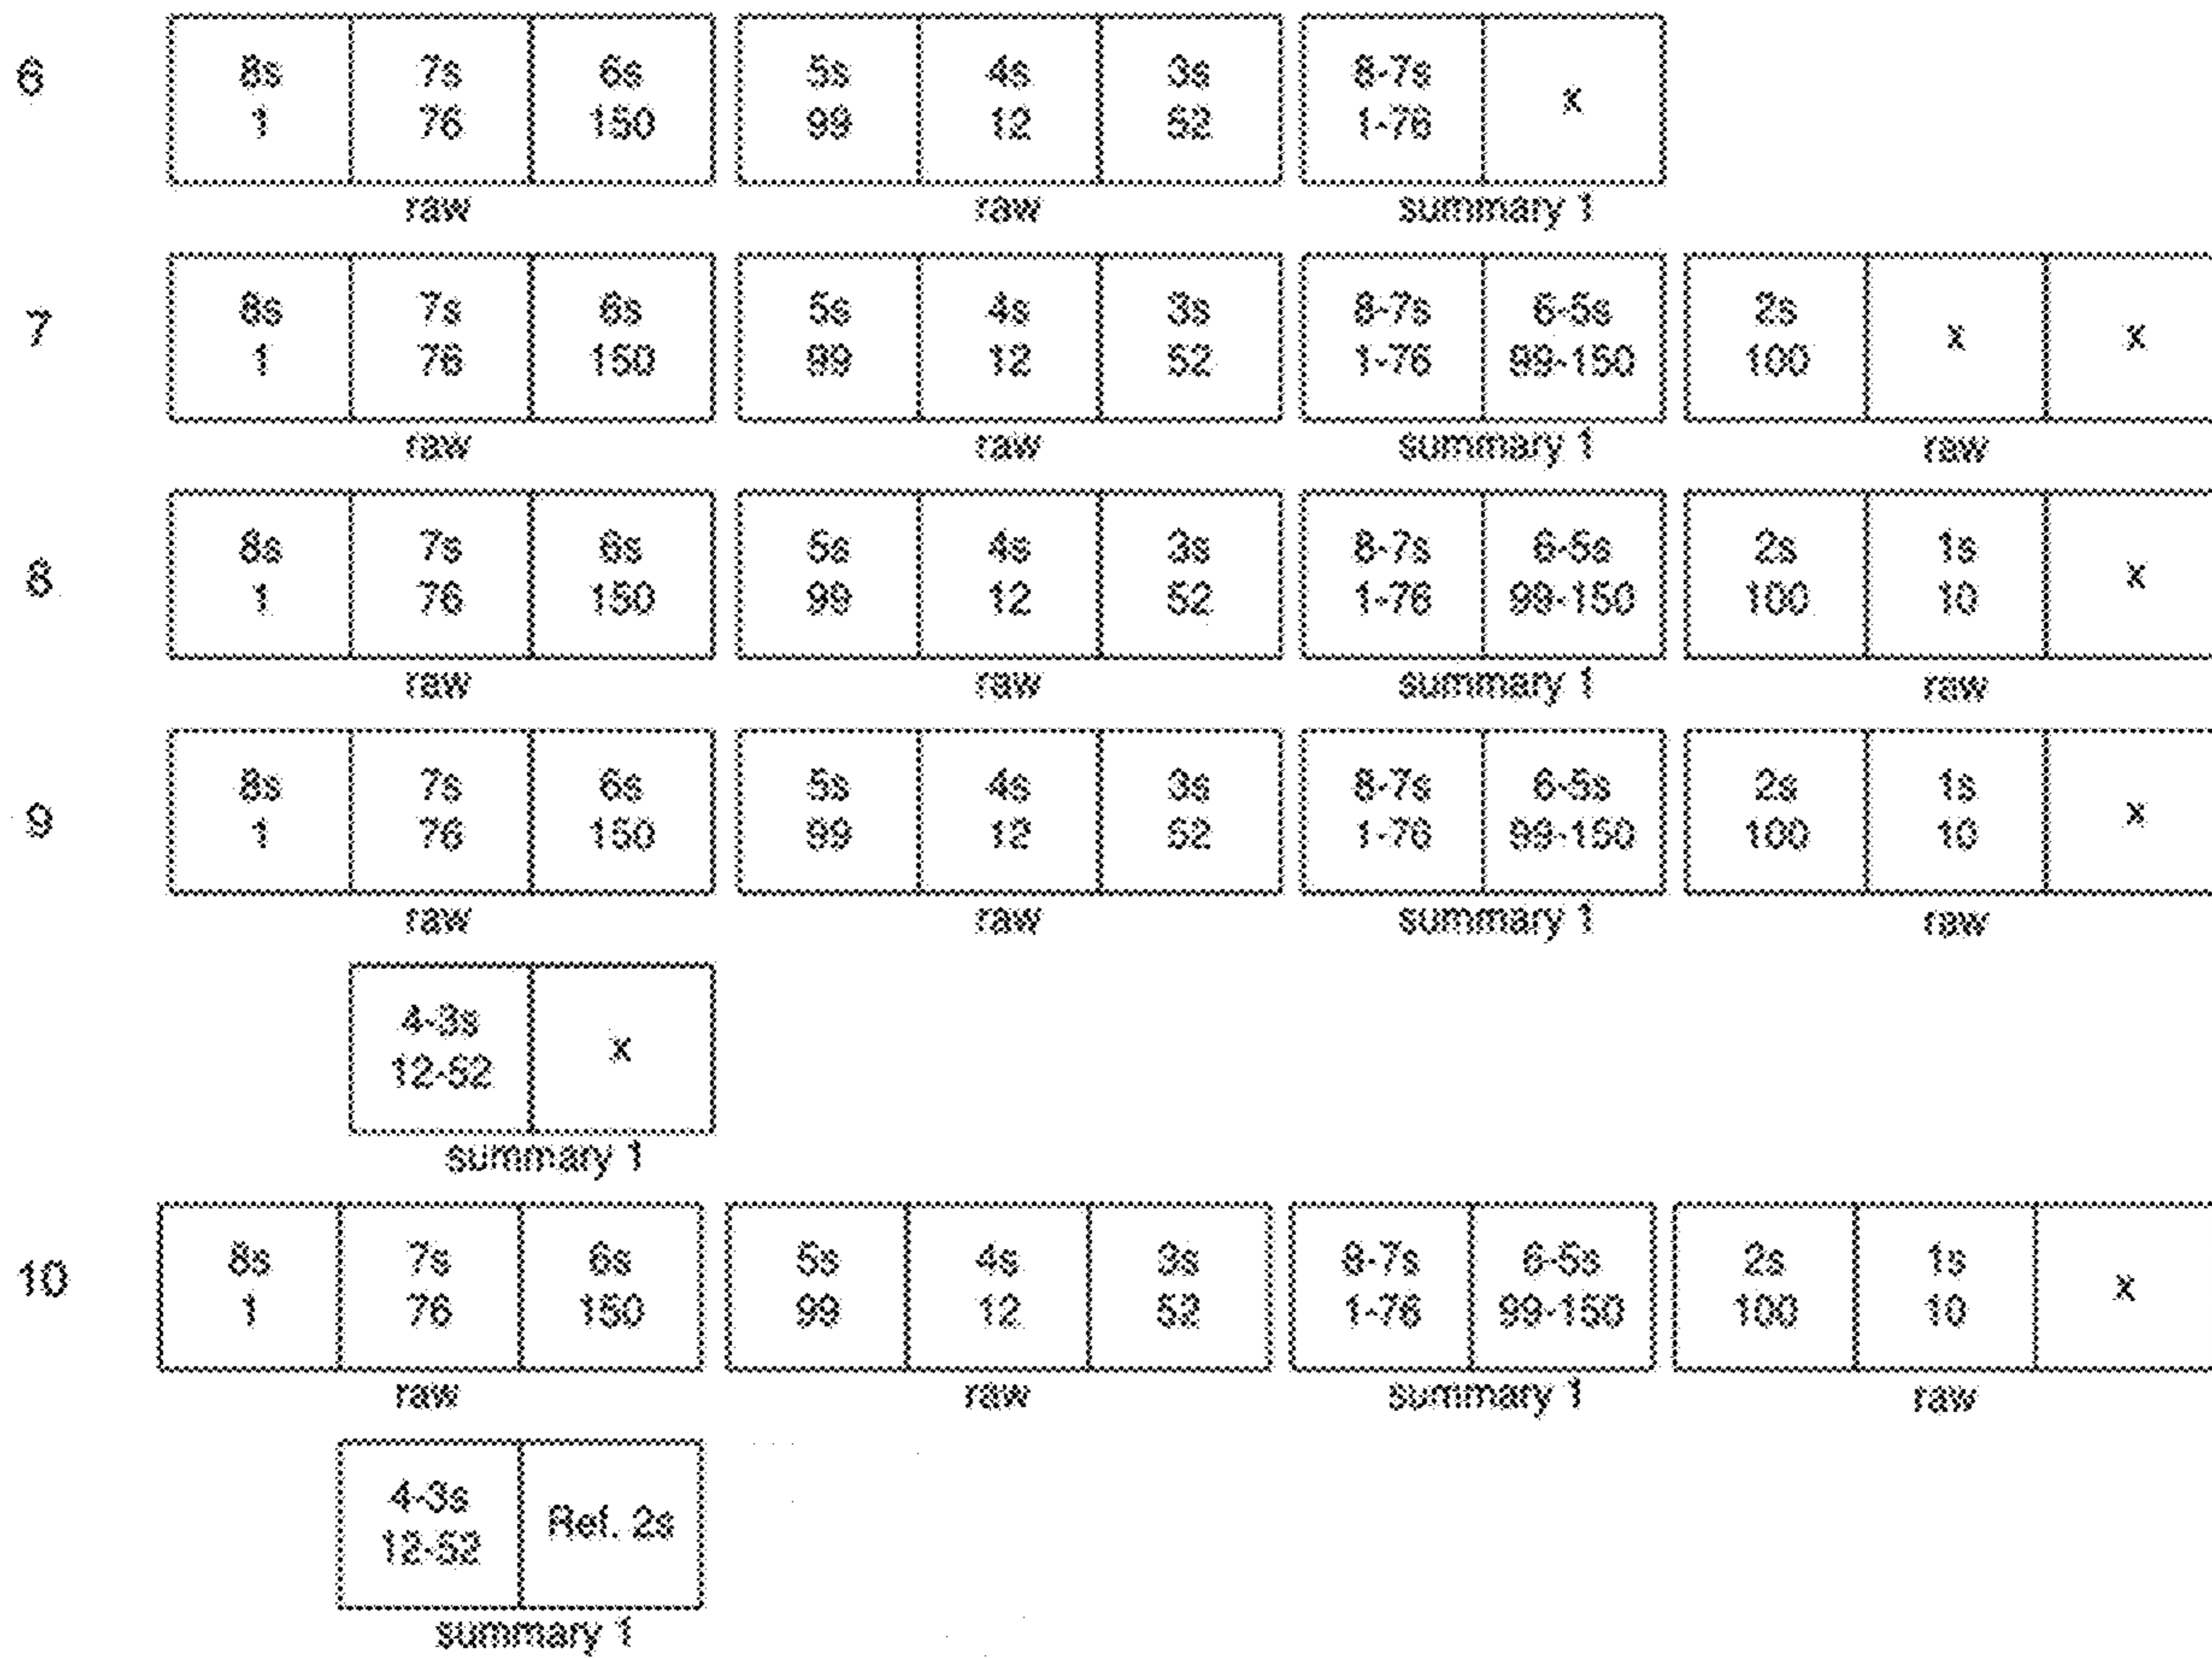 6
8s 7s 6s 5s 4s 3s 8-7s x
1 76 150 99 12 52 1-76
raw raw summary 1
7
8s 7s 6s 5s 4s 3s 8-7s 6-5s 2s x x
1 76 150 99 12 52 1-76 99-150 100
raw raw summary 1 raw
8
8s 7s 6s 5s 4s 3s 8-7s 6-5s 2s 1s x
1 76 150 99 12 52 1-76 99-150 100 10
raw raw summary 1 raw
9
8s 7s 6s 5s 4s 3s 8-7s 6-5s 2s 1s x
1 76 150 99 12 52 1-76 99-150 100 10
raw raw summary 1 raw
4-3s x
12-52
summary 1
10
8s 7s 6s 5s 4s 3s 8-7s 6-5s 2s 1s x
1 76 150 99 12 52 1-76 99-150 100 10
raw raw summary 1 raw
4-3s Ref. 2s
12-52
summary 1